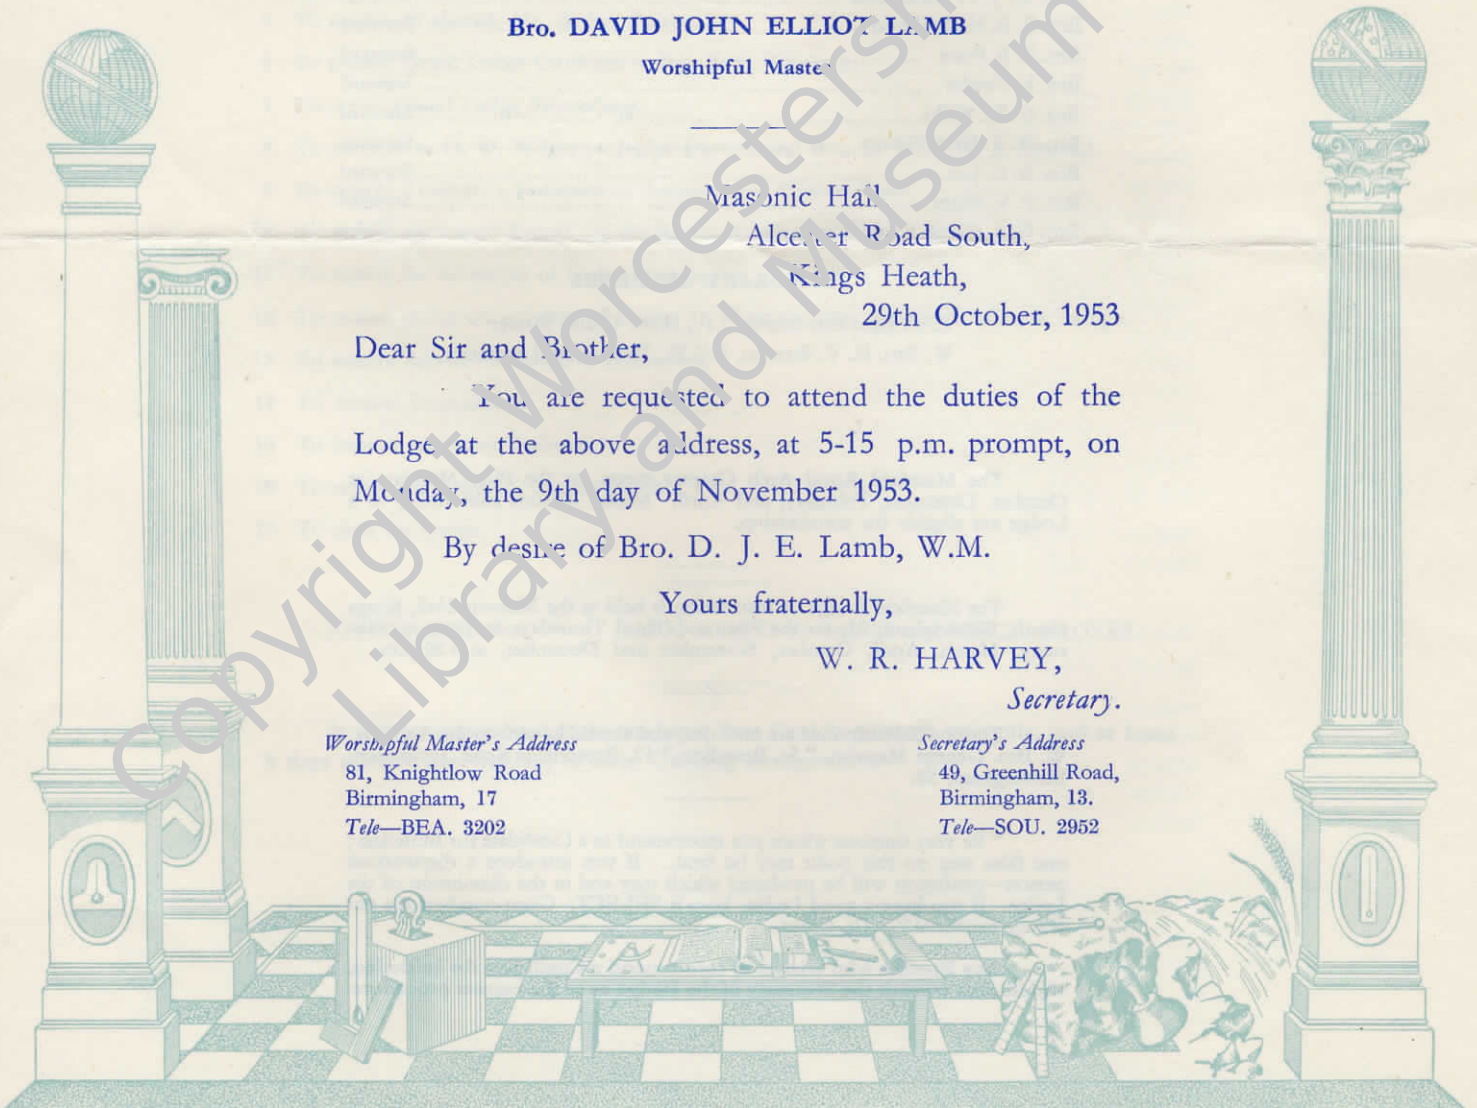 Bro. DAVID JOHN ELLIOT LAMB
Worshipful Master
Masonic Hall
Alcester Road South,
Kings Heath,
29th October, 1953
Dear Sir and Brother,
You are requested to attend the duties of the
Lodge at the above address, at 5-15 p.m. prompt, on
Monday, the 9th day of November 1953.
By desire of Bro. D. J. E. Lamb, W.M.
Yours fraternally,
W. R. HARVEY,
Secretary.
Worshipful Master's Address
81, Knightlow Road
Birmingham, 17
Tele—BEA. 3202
Secretary's Address
49, Greenhill Road,
Birmingham, 13.
Tele—SOU. 2952
Copyright Worcestersh
Library and Museum